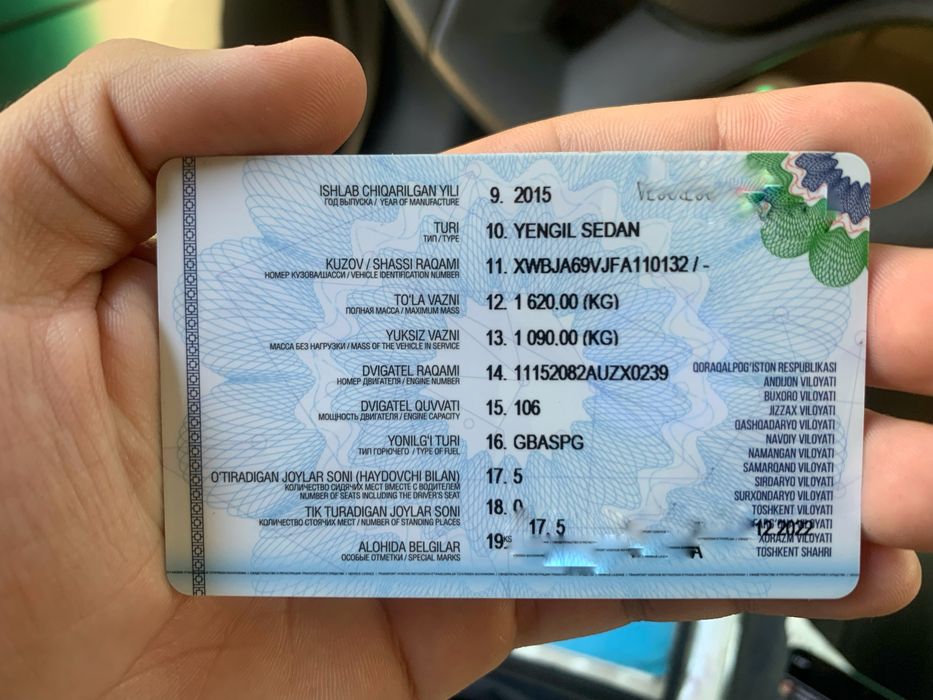 ISHLAB CHIQARILGAN YILI 9. 2015
ГОД ВЫПУСКА / YEAR OF MANUFACTURE
TURI 10. YENGIL SEDAN
ТИП / TYPE
KUZOV / SHASSI RAQAMI 11. XWBJA69VJFA110132 / -
НОМЕР КУЗОВА/ШАССИ / VEHICLE IDENTIFICATION NUMBER
TO'LA VAZNI 12. 1 620.00 (KG)
ПОЛНАЯ МАССА / MAXIMUM MASS
YUKSIZ VAZNI 13. 1 090.00 (KG)
МАССА БЕЗ НАГРУЗКИ / MASS OF THE VEHICLE IN SERVICE
DVIGATEL RAQAMI 14. 11152082AUZX0239
НОМЕР ДВИГАТЕЛЯ / ENGINE NUMBER
DVIGATEL QUVVATI 15. 106
МОЩНОСТЬ ДВИГАТЕЛЯ / ENGINE CAPACITY
YONILG'I TURI 16. GBASPG
ТИП ГОРЮЧЕГО / TYPE OF FUEL
O'TIRADIGAN JOYLAR SONI (HAYDOVCHI BILAN) 17. 5
КОЛИЧЕСТВО СИДЯЧИХ МЕСТ ВМЕСТЕ С ВОДИТЕЛЕМ
NUMBER OF SEATS INCLUDING THE DRIVER'S SEAT
TIK TURADIGAN JOYLAR SONI 18. 0
КОЛИЧЕСТВО СТОЯЧИХ МЕСТ / NUMBER OF STANDING PLACES
17. 5
ALOHIDA BELGILAR 19.
ОСОБЫЕ ОТМЕТКИ / SPECIAL MARKS
QORAQALPOG'ISTON RESPUBLIKASI
ANDIJON VILOYATI
BUXORO VILOYATI
JIZZAX VILOYATI
QASHQADARYO VILOYATI
NAVOIY VILOYATI
NAMANGAN VILOYATI
SAMARQAND VILOYATI
SIRDARYO VILOYATI
SURXONDARYO VILOYATI
TOSHKENT VILOYATI
12.2022
XORAZM VILOYATI
TOSHKENT SHAHRI